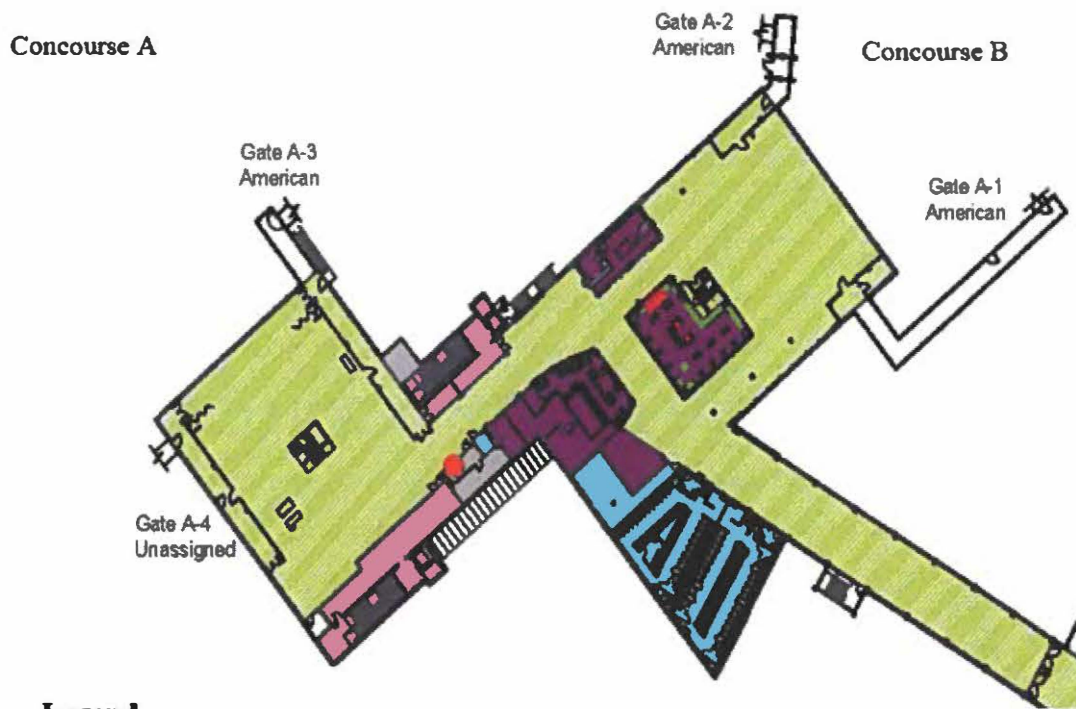 Concourse A
Gate A-2
American
Concourse B
Gate A-3
American
Gate A-1
American
Gate A-4
Unassigned